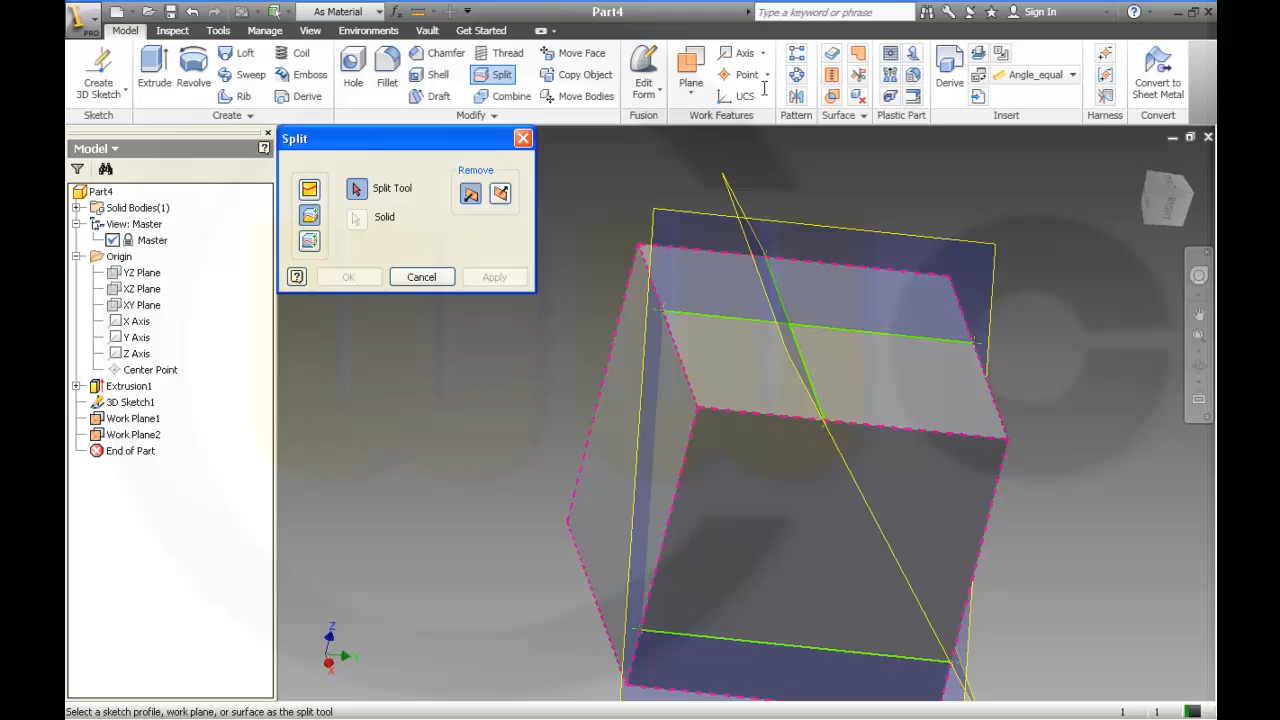 As Material
Part4
Type a keyword or phrase
Sign In
PRO
Model Inspect Tools Manage View Environments Vault Get Started
Create
3D Sketch
Extrude
Revolve
Loft
Sweep
Rib
Coil
Emboss
Derive
Hole
Fillet
Chamfer
Shell
Draft
Thread
Split
Combine
Move Face
Copy Object
Move Bodies
Edit
Form
Plane
Axis
Point
UCS
Derive
Angle_equal
Convert to
Sheet Metal
Sketch Create Modify Fusion Work Features Pattern Surface Plastic Part Insert Harness Convert
Model
Part4
Solid Bodies(1)
View: Master
Master
Origin
YZ Plane
XZ Plane
XY Plane
X Axis
Y Axis
Z Axis
Center Point
Extrusion1
3D Sketch1
Work Plane1
Work Plane2
End of Part
Split
Split Tool
Solid
Remove
OK Cancel Apply
RIGHT
Z
Y
X
Select a sketch profile, work plane, or surface as the split tool
1 1